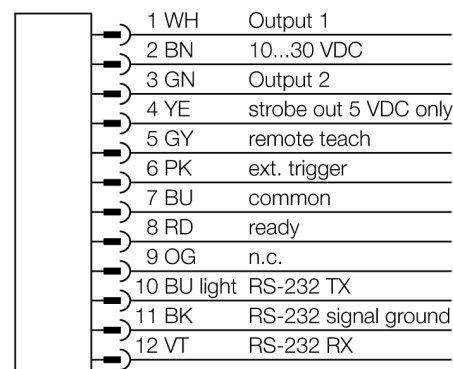 1 WH Output 1
2 BN 10...30 VDC
3 GN Output 2
4 YE strobe out 5 VDC only
5 GY remote teach
6 PK ext. trigger
7 BU common
8 RD ready
9 OG n.c.
10 BU light RS-232 TX
11 BK RS-232 signal ground
12 VT RS-232 RX